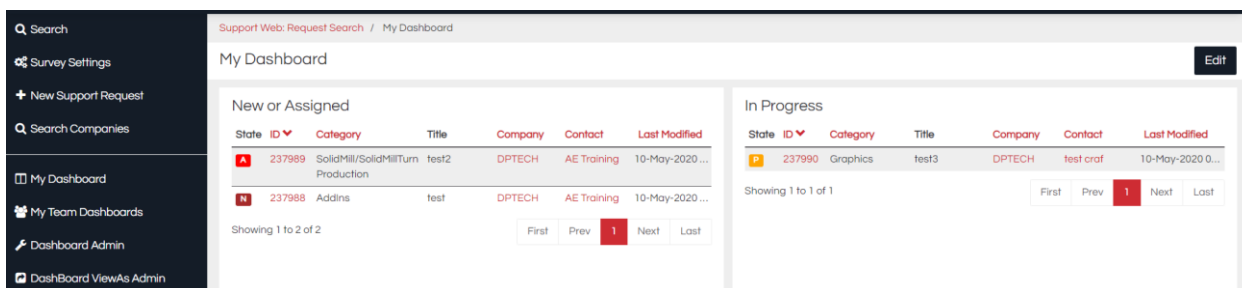 Search
Survey Settings
New Support Request
Search Companies
My Dashboard
My Team Dashboards
Dashboard Admin
DashBoard ViewAs Admin
Support Web: Request Search / My Dashboard
My Dashboard
Edit
New or Assigned
State ID Category Title Company Contact Last Modified
A 237989 SolidMill/SolidMillTurn test2 DPTECH AE Training 10-May-2020 ...
Production
N 237988 AddIns test DPTECH AE Training 10-May-2020 ...
Showing 1 to 2 of 2
First Prev 1 Next Last
In Progress
State ID Category Title Company Contact Last Modified
P 237990 Graphics test3 DPTECH test craf 10-May-2020 0...
Showing 1 to 1 of 1
First Prev 1 Next Last